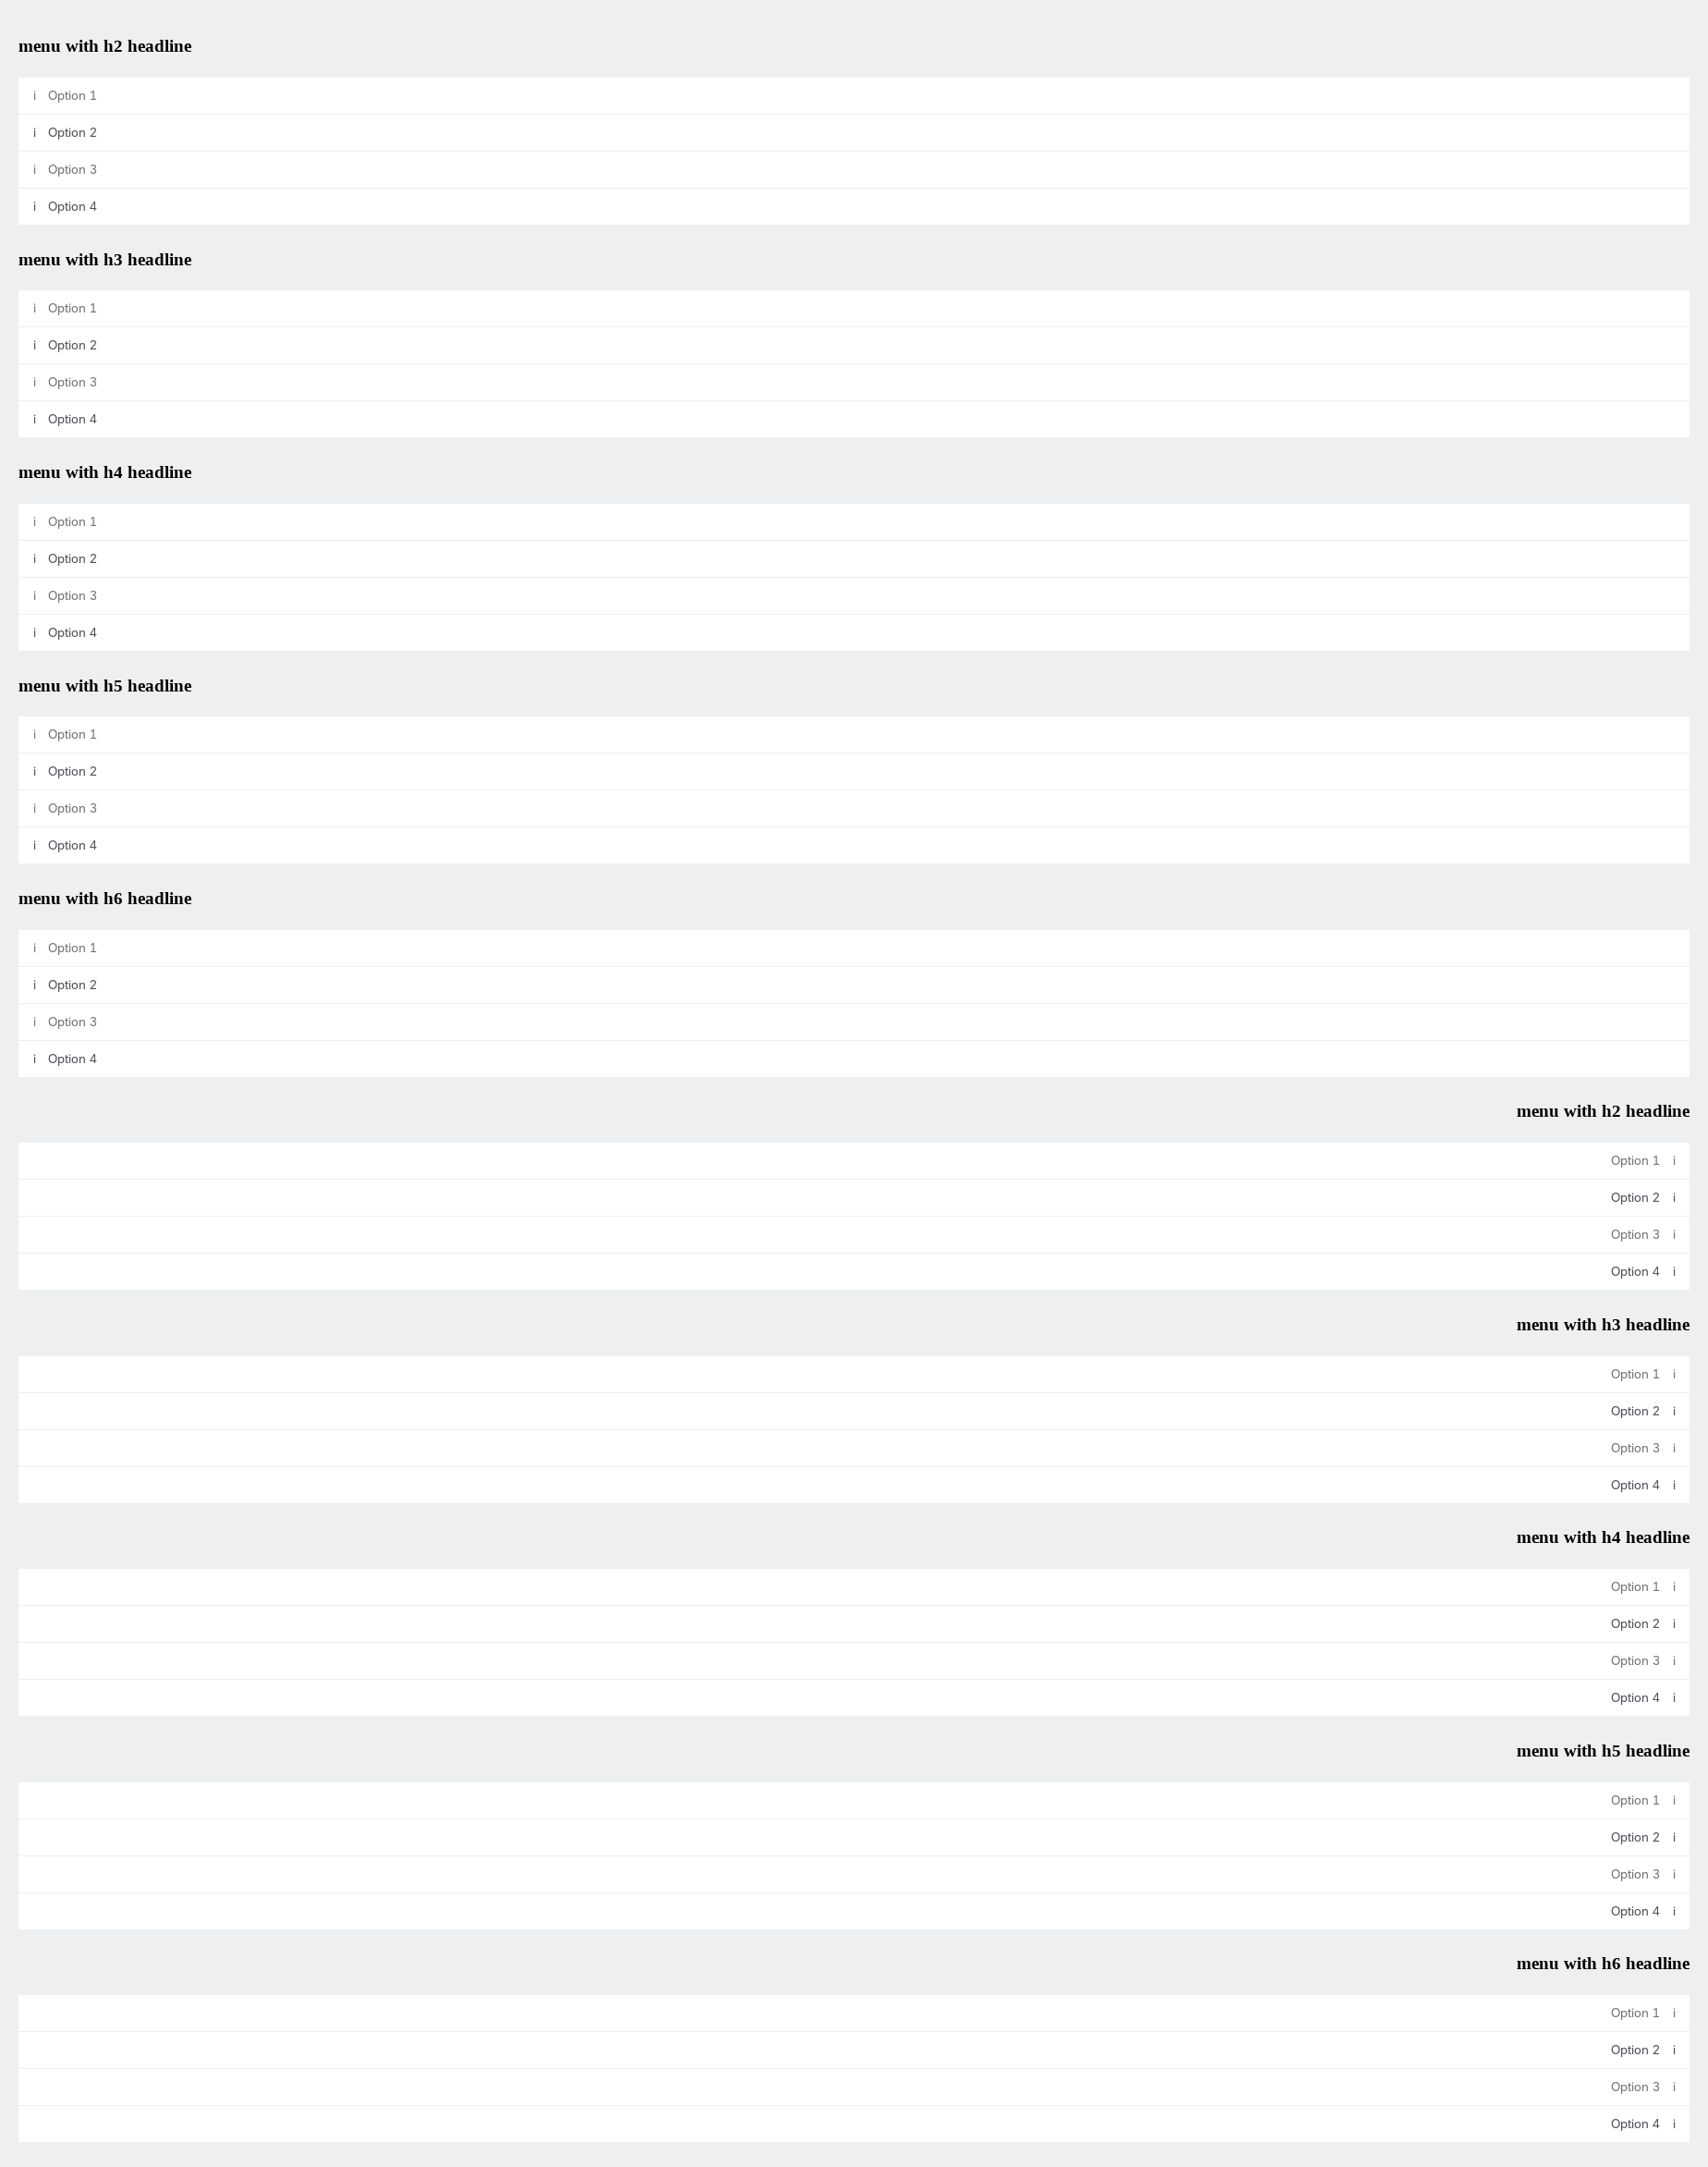 menu with h2 headline
i Option 1
i Option 2
i Option 3
i Option 4
menu with h3 headline
i Option 1
i Option 2
i Option 3
i Option 4
menu with h4 headline
i Option 1
i Option 2
i Option 3
i Option 4
menu with h5 headline
i Option 1
i Option 2
i Option 3
i Option 4
menu with h6 headline
i Option 1
i Option 2
i Option 3
i Option 4
menu with h2 headline
Option 1 i
Option 2 i
Option 3 i
Option 4 i
menu with h3 headline
Option 1 i
Option 2 i
Option 3 i
Option 4 i
menu with h4 headline
Option 1 i
Option 2 i
Option 3 i
Option 4 i
menu with h5 headline
Option 1 i
Option 2 i
Option 3 i
Option 4 i
menu with h6 headline
Option 1 i
Option 2 i
Option 3 i
Option 4 i